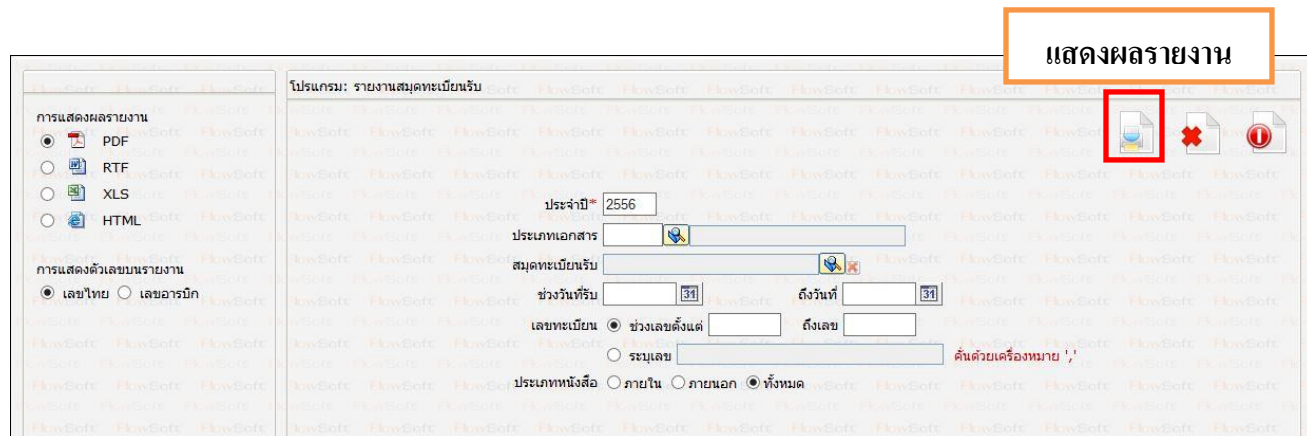 แสดงผลรายงาน
โปรแกรม: รายงานสมุดทะเบียนรับ
การแสดงผลรายงาน
PDF
RTF
XLS
HTML
การแสดงตัวเลขบนรายงาน
เลขไทย เลขอารบิก
ประจำปี* 2556
ประเภทเอกสาร
สมุดทะเบียนรับ
ช่วงวันที่รับ 31 ถึงวันที่ 31
เลขทะเบียน ช่วงเลขตั้งแต่ ถึงเลข
ระบุเลข คั่นด้วยเครื่องหมาย ','
ประเภทหนังสือ ภายใน ภายนอก ทั้งหมด